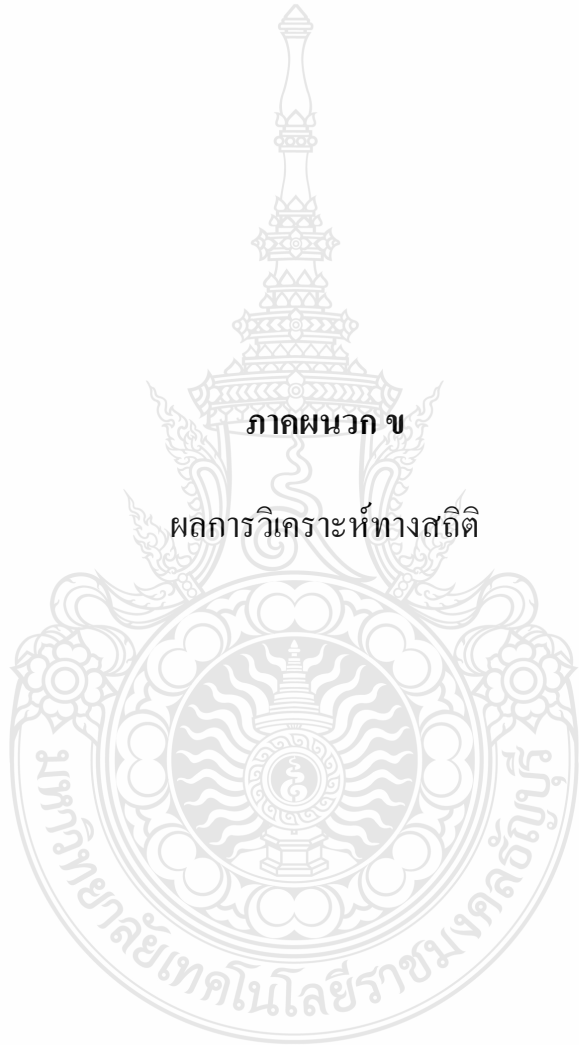 ภาคผนวก ข
ผลการวิเคราะห์ทางสถิติ
มหาวิทยาลัยเทคโนโลยีราชมงคลธัญบุรี